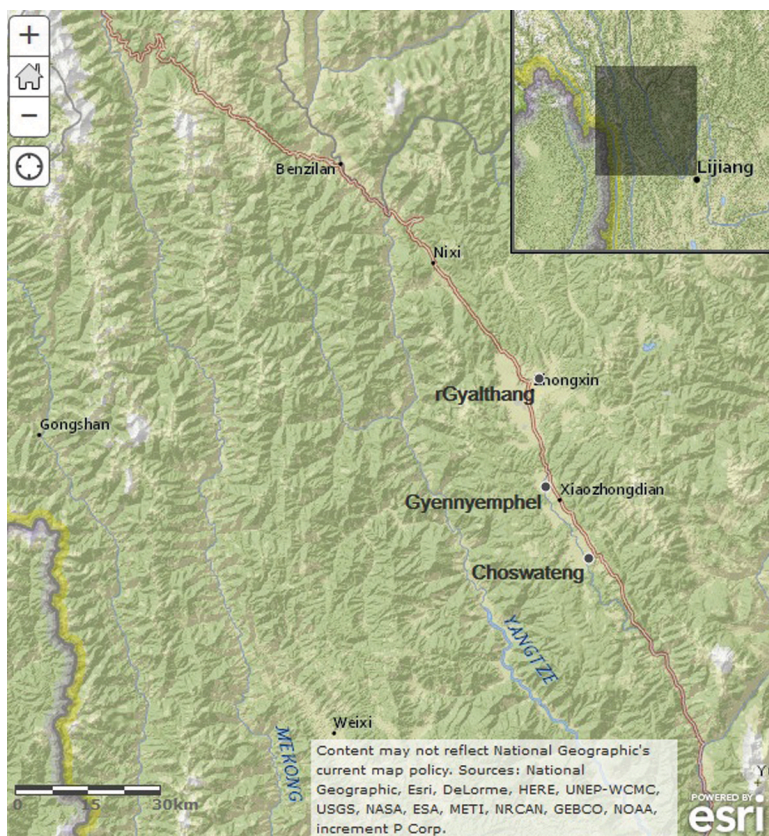 +
−
Lijiang
Benzilan
Nixi
Zhongxin
rGyalthang
Gongshan
Gyennyemphel
Xiaozhongdian
Choswateng
YANGTZE
Weixi
MEKONG
Content may not reflect National Geographic's
current map policy. Sources: National
Geographic, Esri, DeLorme, HERE, UNEP-WCMC,
USGS, NASA, ESA, METI, NRCAN, GEBCO, NOAA,
increment P Corp.
0 15 30km
Y
POWERED BY
esri